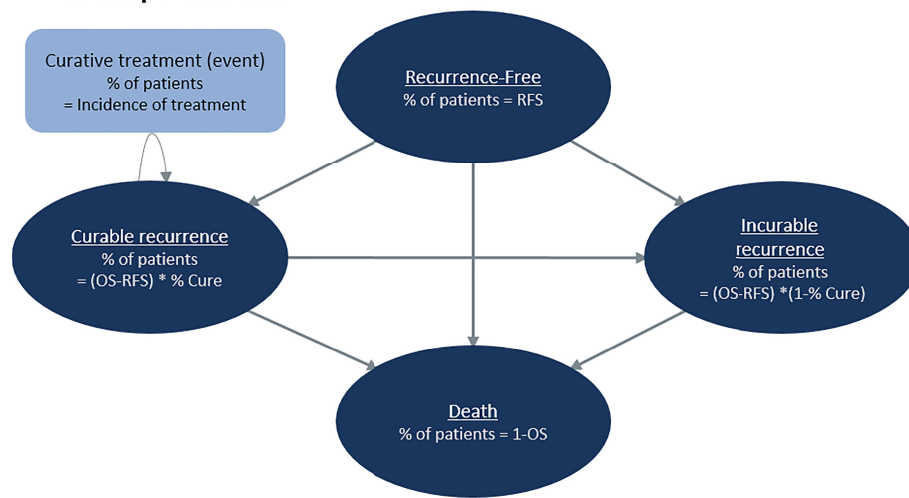 Curative treatment (event)
% of patients
= Incidence of treatment
Recurrence-Free
% of patients = RFS
Curable recurrence
% of patients
= (OS-RFS) * % Cure
Incurable
recurrence
% of patients
= (OS-RFS) *(1-% Cure)
Death
% of patients = 1-OS